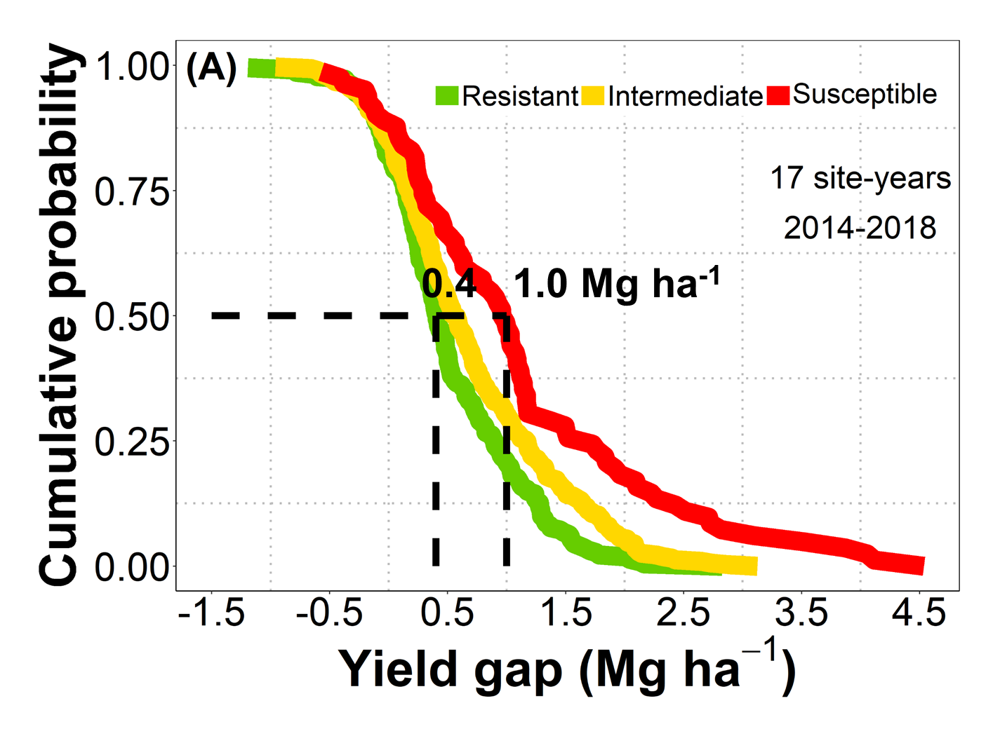 (A)
Resistant Intermediate Susceptible
17 site-years
2014-2018
0.4 1.0 Mg ha-1
Cumulative probability
1.00
0.75
0.50
0.25
0.00
-1.5 -0.5 0.5 1.5 2.5 3.5 4.5
Yield gap (Mg ha−1)